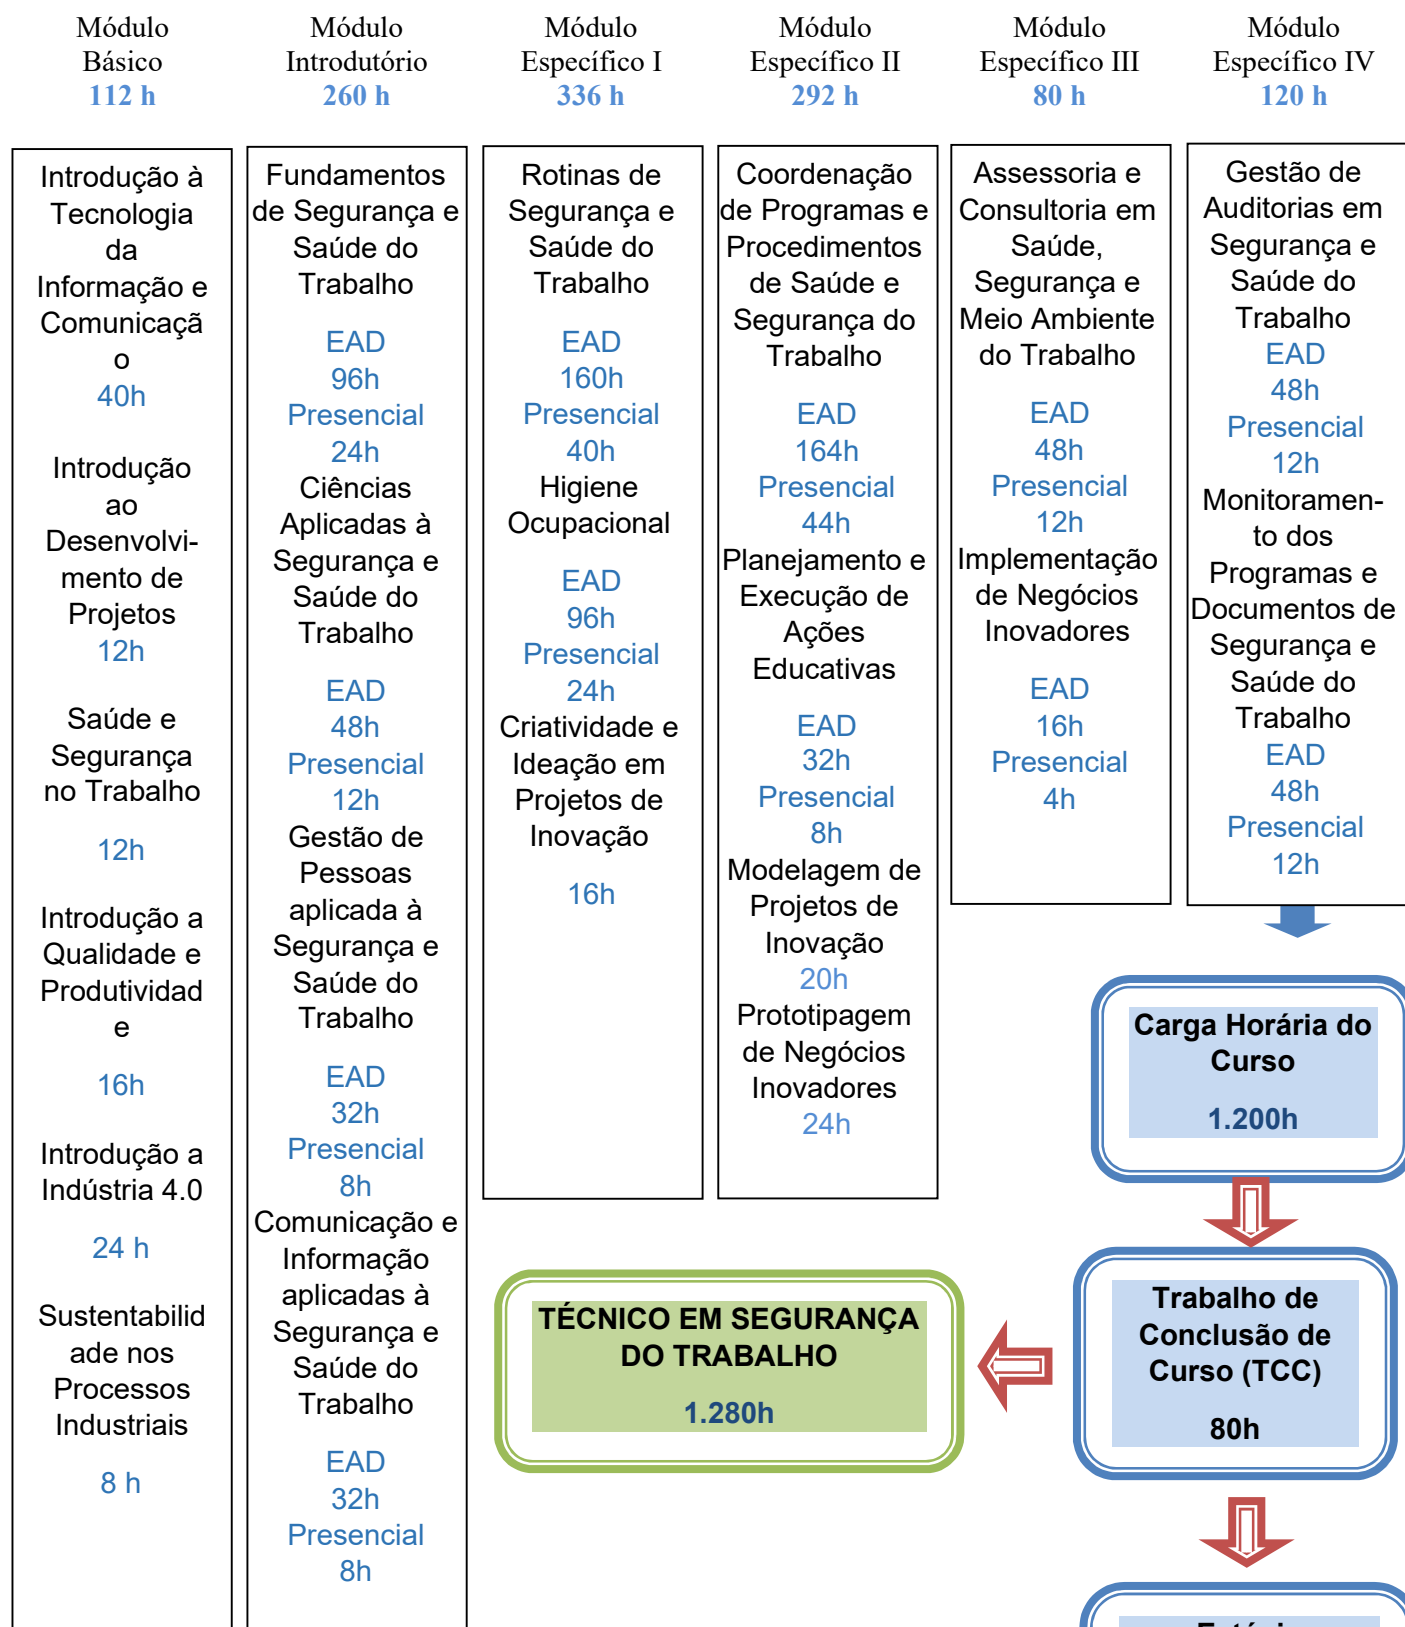 Módulo
Básico
112 h
Módulo
Introdutório
260 h
Módulo
Específico I
336 h
Módulo
Específico II
292 h
Módulo
Específico III
80 h
Módulo
Específico IV
120 h
Introdução à
Tecnologia
da
Informação e
Comunicaçã
o
40h
Introdução
ao
Desenvolvi-
mento de
Projetos
12h
Saúde e
Segurança
no Trabalho
12h
Introdução a
Qualidade e
Produtividad
e
16h
Introdução a
Indústria 4.0
24 h
Sustentabilid
ade nos
Processos
Industriais
8 h
Fundamentos
de Segurança e
Saúde do
Trabalho
EAD
96h
Presencial
24h
Ciências
Aplicadas à
Segurança e
Saúde do
Trabalho
EAD
48h
Presencial
12h
Gestão de
Pessoas
aplicada à
Segurança e
Saúde do
Trabalho
EAD
32h
Presencial
8h
Comunicação e
Informação
aplicadas à
Segurança e
Saúde do
Trabalho
EAD
32h
Presencial
8h
Rotinas de
Segurança e
Saúde do
Trabalho
EAD
160h
Presencial
40h
Higiene
Ocupacional
EAD
96h
Presencial
24h
Criatividade e
Ideação em
Projetos de
Inovação
16h
Coordenação
de Programas e
Procedimentos
de Saúde e
Segurança do
Trabalho
EAD
164h
Presencial
44h
Planejamento e
Execução de
Ações
Educativas
EAD
32h
Presencial
8h
Modelagem de
Projetos de
Inovação
20h
Prototipagem
de Negócios
Inovadores
24h
Assessoria e
Consultoria em
Saúde,
Segurança e
Meio Ambiente
do Trabalho
EAD
48h
Presencial
12h
Implementação
de Negócios
Inovadores
EAD
16h
Presencial
4h
Gestão de
Auditorias em
Segurança e
Saúde do
Trabalho
EAD
48h
Presencial
12h
Monitoramen-
to dos
Programas e
Documentos de
Segurança e
Saúde do
Trabalho
EAD
48h
Presencial
12h
Carga Horária do
Curso
1.200h
Trabalho de
Conclusão de
Curso (TCC)
80h
TÉCNICO EM SEGURANÇA
DO TRABALHO
1.280h